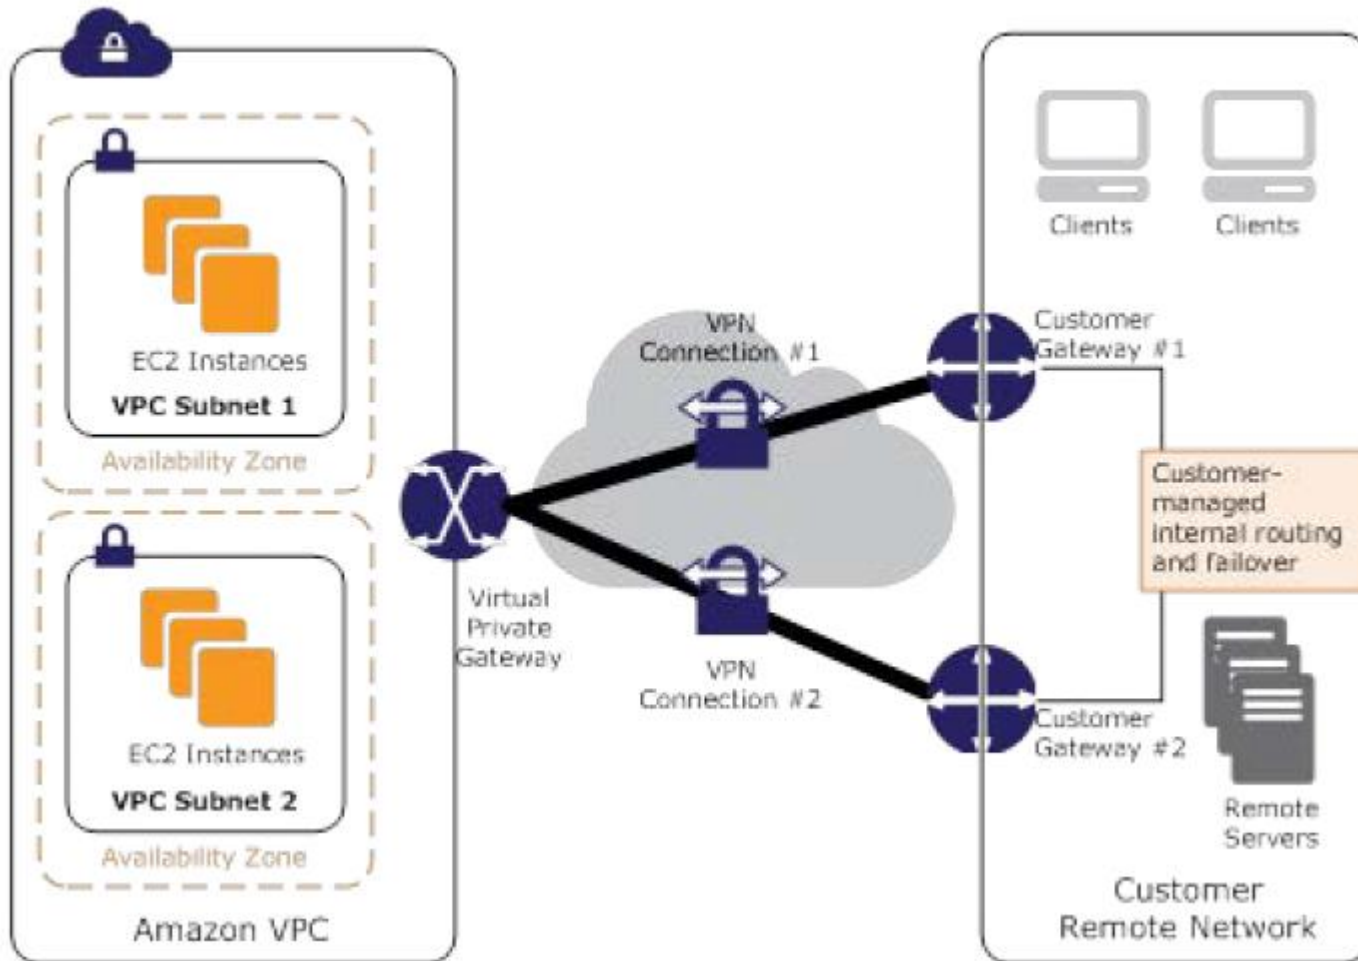 Clients
Clients
EC2 Instances
VPC Subnet 1
Availability Zone
VPN
Connection #1
Customer
Gateway #1
Customer-
managed
internal routing
and failover
Virtual
Private
Gateway
VPN
Connection #2
Customer
Gateway #2
EC2 Instances
VPC Subnet 2
Availability Zone
Remote
Servers
Amazon VPC
Customer
Remote Network